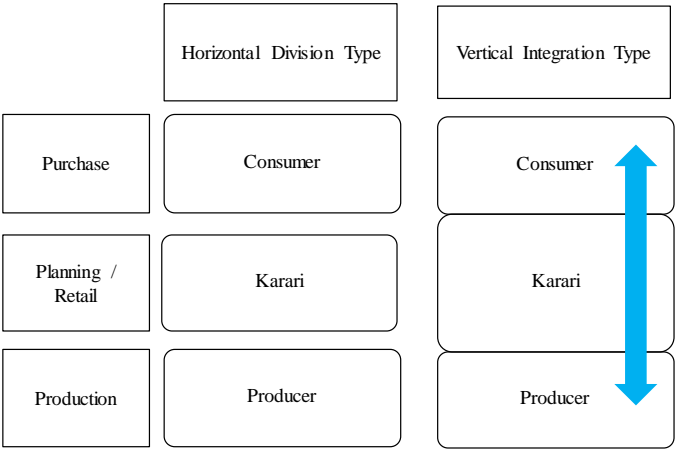 Horizontal Division Type
Vertical Integration Type
Purchase
Consumer
Consumer
Planning /
Retail
Karari
Karari
Production
Producer
Producer